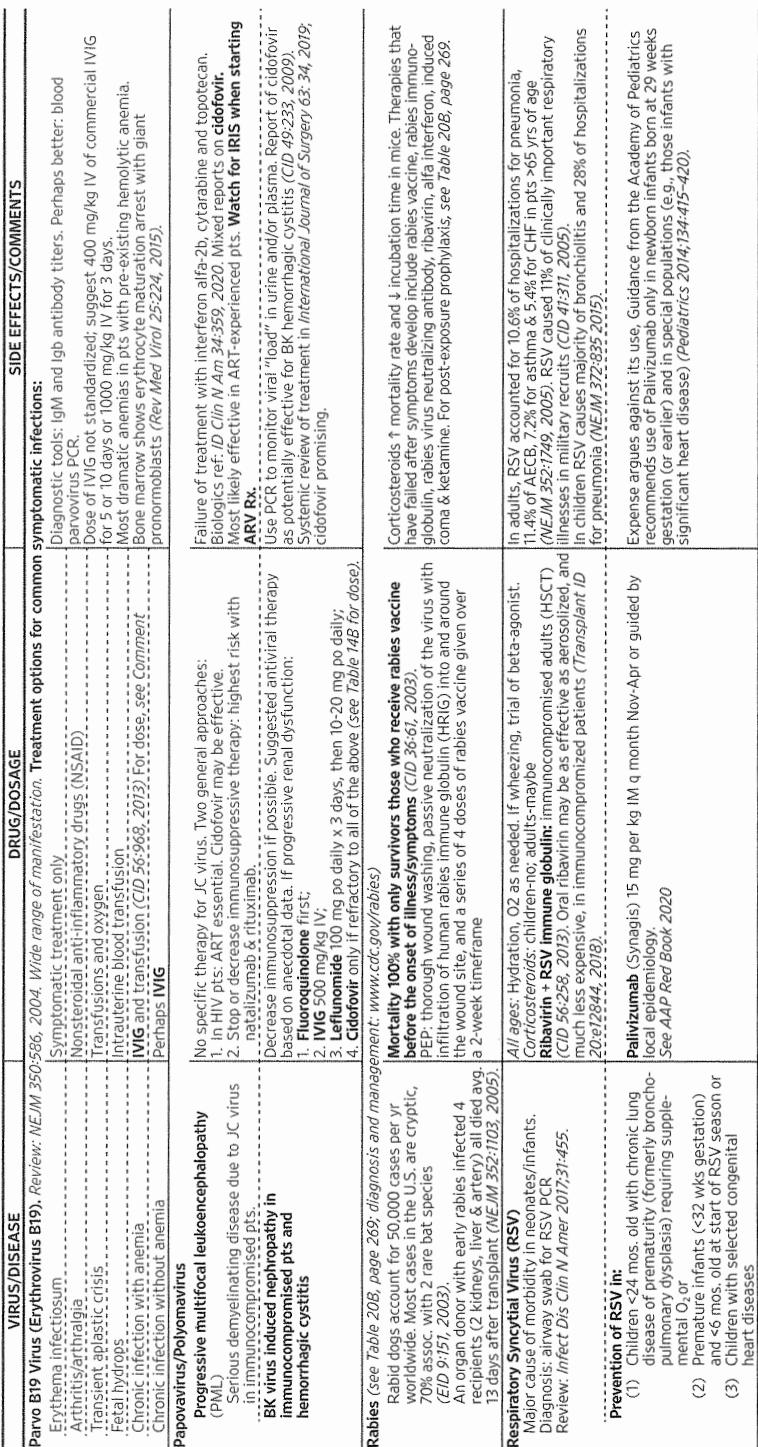 VIRUS/DISEASE
DRUG/DOSAGE
SIDE EFFECTS/COMMENTS
Parvo B19 Virus (Erythrovirus B19). Review: NEJM 350:586, 2004. Wide range of manifestation. Treatment options for common symptomatic infections:
Erythema infectiosum
Symptomatic treatment only
Arthritis/arthralgia
Nonsteroidal anti-inflammatory drugs (NSAID)
Transient aplastic crisis
Transfusions and oxygen
Fetal hydrops
Intrauterine blood transfusion
Chronic infection with anemia
IVIG and transfusion (CID 56:968, 2013) For dose, see Comment
Chronic infection without anemia
Perhaps IVIG
Diagnostic tools: IgM and Igb antibody titers. Perhaps better: blood
parvovirus PCR.
Dose of IVIG not standardized; suggest 400 mg/kg IV of commercial IVIG
for 5 or 10 days or 1000 mg/kg IV for 3 days.
Most dramatic anemias in pts with pre-existing hemolytic anemia.
Bone marrow shows erythrocyte maturation arrest with giant
pronormoblasts (Rev Med Virol 25:224, 2015).
Papovavirus/Polyomavirus
Progressive multifocal leukoencephalopathy
(PML)
Serious demyelinating disease due to JC virus
in immunocompromised pts.
No specific therapy for JC virus. Two general approaches:
1. In HIV pts: ART essential. Cidofovir may be effective.
2. Stop or decrease immunosuppressive therapy: highest risk with
natalizumab & rituximab.
Failure of treatment with interferon alfa-2b, cytarabine and topotecan.
Biologics ref: ID Clin N Am 34:359, 2020. Mixed reports on cidofovir.
Most likely effective in ART-experienced pts. Watch for IRIS when starting
ARV Rx.
BK virus induced nephropathy in
immunocompromised pts and
hemorrhagic cystitis
Decrease immunosuppression if possible. Suggested antiviral therapy
based on anecdotal data. If progressive renal dysfunction:
1. Fluoroquinolone first;
2. IVIG 500 mg/kg IV;
3. Leflunomide 100 mg po daily x 3 days, then 10-20 mg po daily;
4. Cidofovir only if refractory to all of the above (see Table 14B for dose).
Use PCR to monitor viral "load" in urine and/or plasma. Report of cidofovir
as potentially effective for BK hemorrhagic cystitis (CID 49:233, 2009).
Systemic review of treatment in International Journal of Surgery 63: 34, 2019;
cidofovir promising.
Rabies (see Table 20B, page 269; diagnosis and management: www.cdc.gov/rabies)
Rabid dogs account for 50,000 cases per yr
worldwide. Most cases in the U.S. are cryptic,
70% assoc. with 2 rare bat species
(EID 9:151, 2003).
An organ donor with early rabies infected 4
recipients (2 kidneys, liver & artery) all died avg.
13 days after transplant (NEJM 352:1103, 2005).
Mortality 100% with only survivors those who receive rabies vaccine
before the onset of illness/symptoms (CID 36:61, 2003).
PEP: thorough wound washing, passive neutralization of the virus with
infiltration of human rabies immune globulin (HRIG) into and around
the wound site, and a series of 4 doses of rabies vaccine given over
a 2-week timeframe
Corticosteroids ↑ mortality rate and ↓ incubation time in mice. Therapies that
have failed after symptoms develop include rabies vaccine, rabies immuno-
globulin, rabies virus neutralizing antibody, ribavirin, alfa interferon, induced
coma & ketamine. For post-exposure prophylaxis, see Table 20B, page 269.
Respiratory Syncytial Virus (RSV)
Major cause of morbidity in neonates/infants.
Diagnosis: airway swab for RSV PCR
Review: Infect Dis Clin N Amer 2017;31:455.
All ages: Hydration, O2 as needed. If wheezing, trial of beta-agonist.
Corticosteroids: children-no; adults-maybe
Ribavirin + RSV immune globulin: immunocompromised adults (HSCT)
(CID 56:258, 2013). Oral ribavirin may be as effective as aerosolized, and
much less expensive, in immunocompromized patients (Transplant ID
20:e12844, 2018).
In adults, RSV accounted for 10.6% of hospitalizations for pneumonia,
11.4% of AECB, 7.2% for asthma & 5.4% for CHF in pts >65 yrs of age
(NEJM 352:1749, 2005). RSV caused 11% of clinically important respiratory
illnesses in military recruits (CID 41:311, 2005).
In children RSV causes majority of bronchiolitis and 28% of hospitalizations
for pneumonia (NEJM 372:835 2015).
Prevention of RSV in:
(1) Children <24 mos. old with chronic lung
disease of prematurity (formerly broncho-
pulmonary dysplasia) requiring supple-
mental O₂ or
(2) Premature infants (<32 wks gestation)
and <6 mos. old at start of RSV season or
(3) Children with selected congenital
heart diseases
Palivizumab (Synagis) 15 mg per kg IM q month Nov-Apr or guided by
local epidemiology.
See AAP Red Book 2020
Expense argues against its use, Guidance from the Academy of Pediatrics
recommends use of Palivizumab only in newborn infants born at 29 weeks
gestation (or earlier) and in special populations (e.g., those infants with
significant heart disease) (Pediatrics 2014;134:415-420).